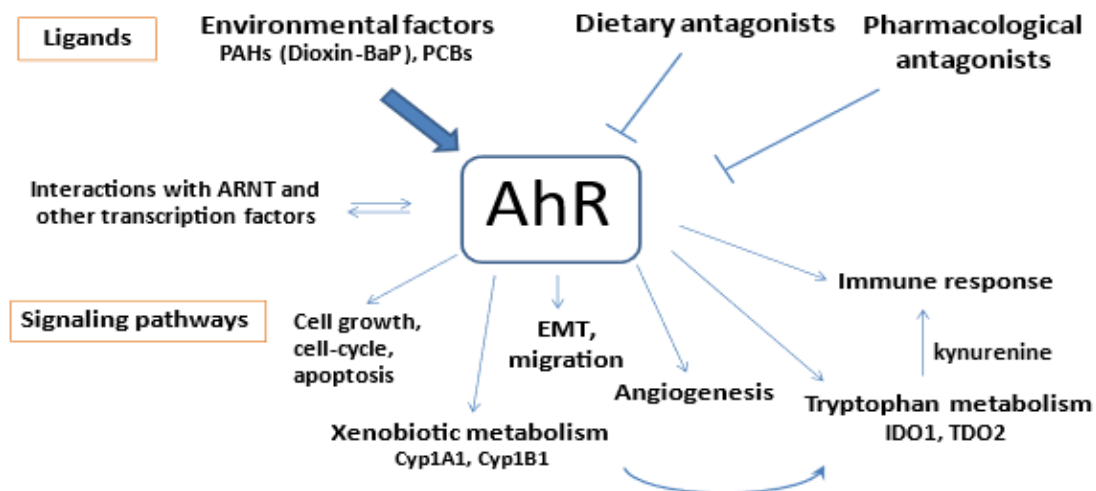 Ligands
Environmental factors
PAHs (Dioxin-BaP), PCBs
Dietary antagonists
Pharmacological
antagonists
Interactions with ARNT and
other transcription factors
AhR
Immune response
Signaling pathways
Cell growth,
cell-cycle,
apoptosis
EMT,
migration
kynurenine
Angiogenesis
Tryptophan metabolism
IDO1, TDO2
Xenobiotic metabolism
Cyp1A1, Cyp1B1